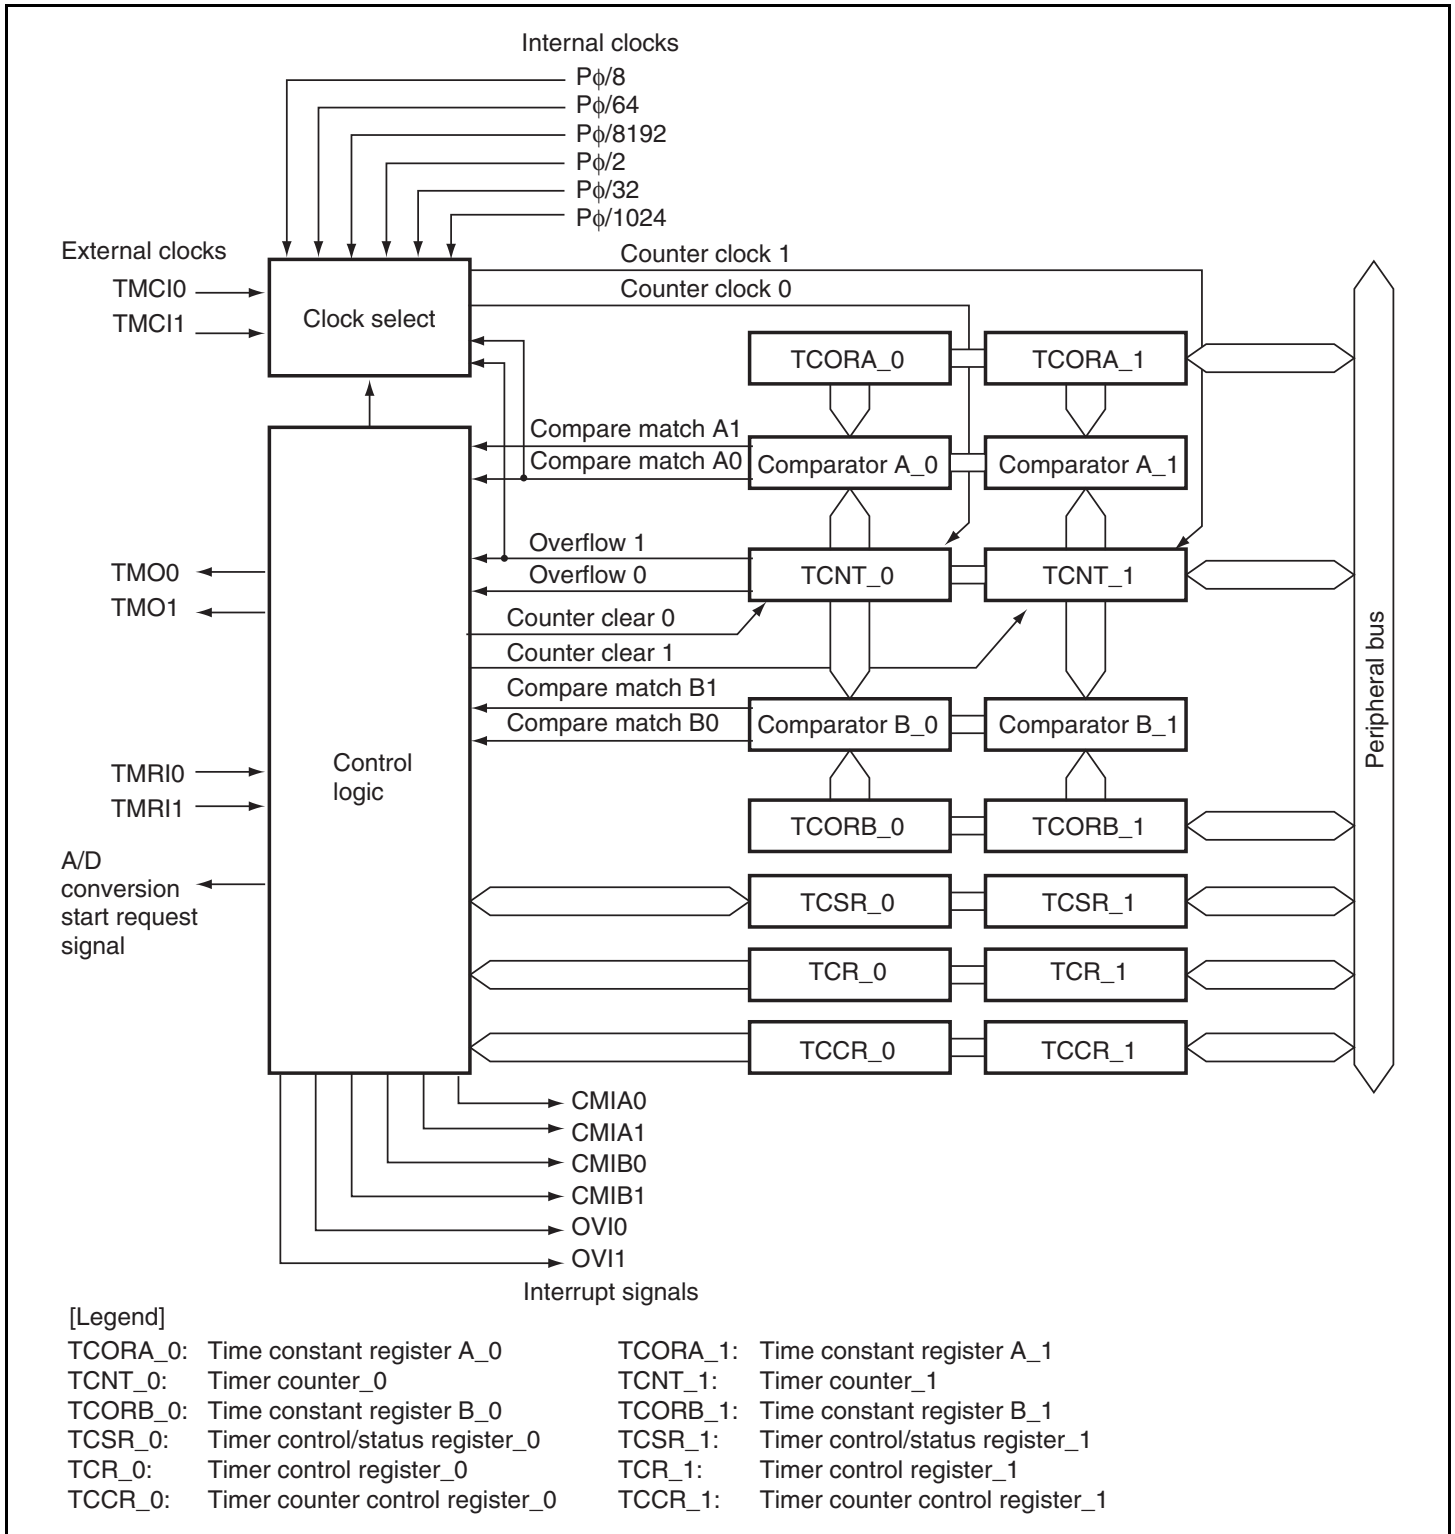 Internal clocks
Pφ/8
Pφ/64
Pφ/8192
Pφ/2
Pφ/32
Pφ/1024
External clocks
TMCI0
TMCI1
Clock select
Counter clock 1
Counter clock 0
TCORA_0
TCORA_1
Compare match A1
Compare match A0
Comparator A_0
Comparator A_1
Overflow 1
Overflow 0
TCNT_0
TCNT_1
TMO0
TMO1
Counter clear 0
Counter clear 1
Compare match B1
Compare match B0
Comparator B_0
Comparator B_1
Peripheral bus
Control
logic
TMRI0
TMRI1
TCORB_0
TCORB_1
A/D
conversion
start request
signal
TCSR_0
TCSR_1
TCR_0
TCR_1
TCCR_0
TCCR_1
CMIA0
CMIA1
CMIB0
CMIB1
OVI0
OVI1
Interrupt signals
[Legend]
TCORA_0: Time constant register A_0 TCORA_1: Time constant register A_1
TCNT_0: Timer counter_0 TCNT_1: Timer counter_1
TCORB_0: Time constant register B_0 TCORB_1: Time constant register B_1
TCSR_0: Timer control/status register_0 TCSR_1: Timer control/status register_1
TCR_0: Timer control register_0 TCR_1: Timer control register_1
TCCR_0: Timer counter control register_0 TCCR_1: Timer counter control register_1